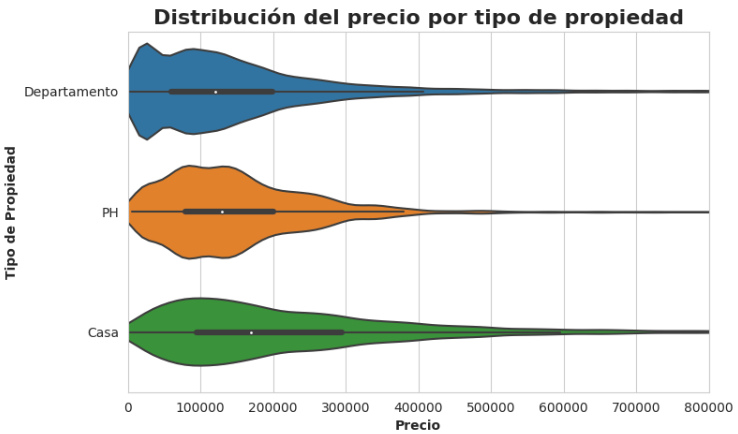 Distribución del precio por tipo de propiedad
Tipo de Propiedad
Departamento
PH
Casa
0 100000 200000 300000 400000 500000 600000 700000 800000
Precio